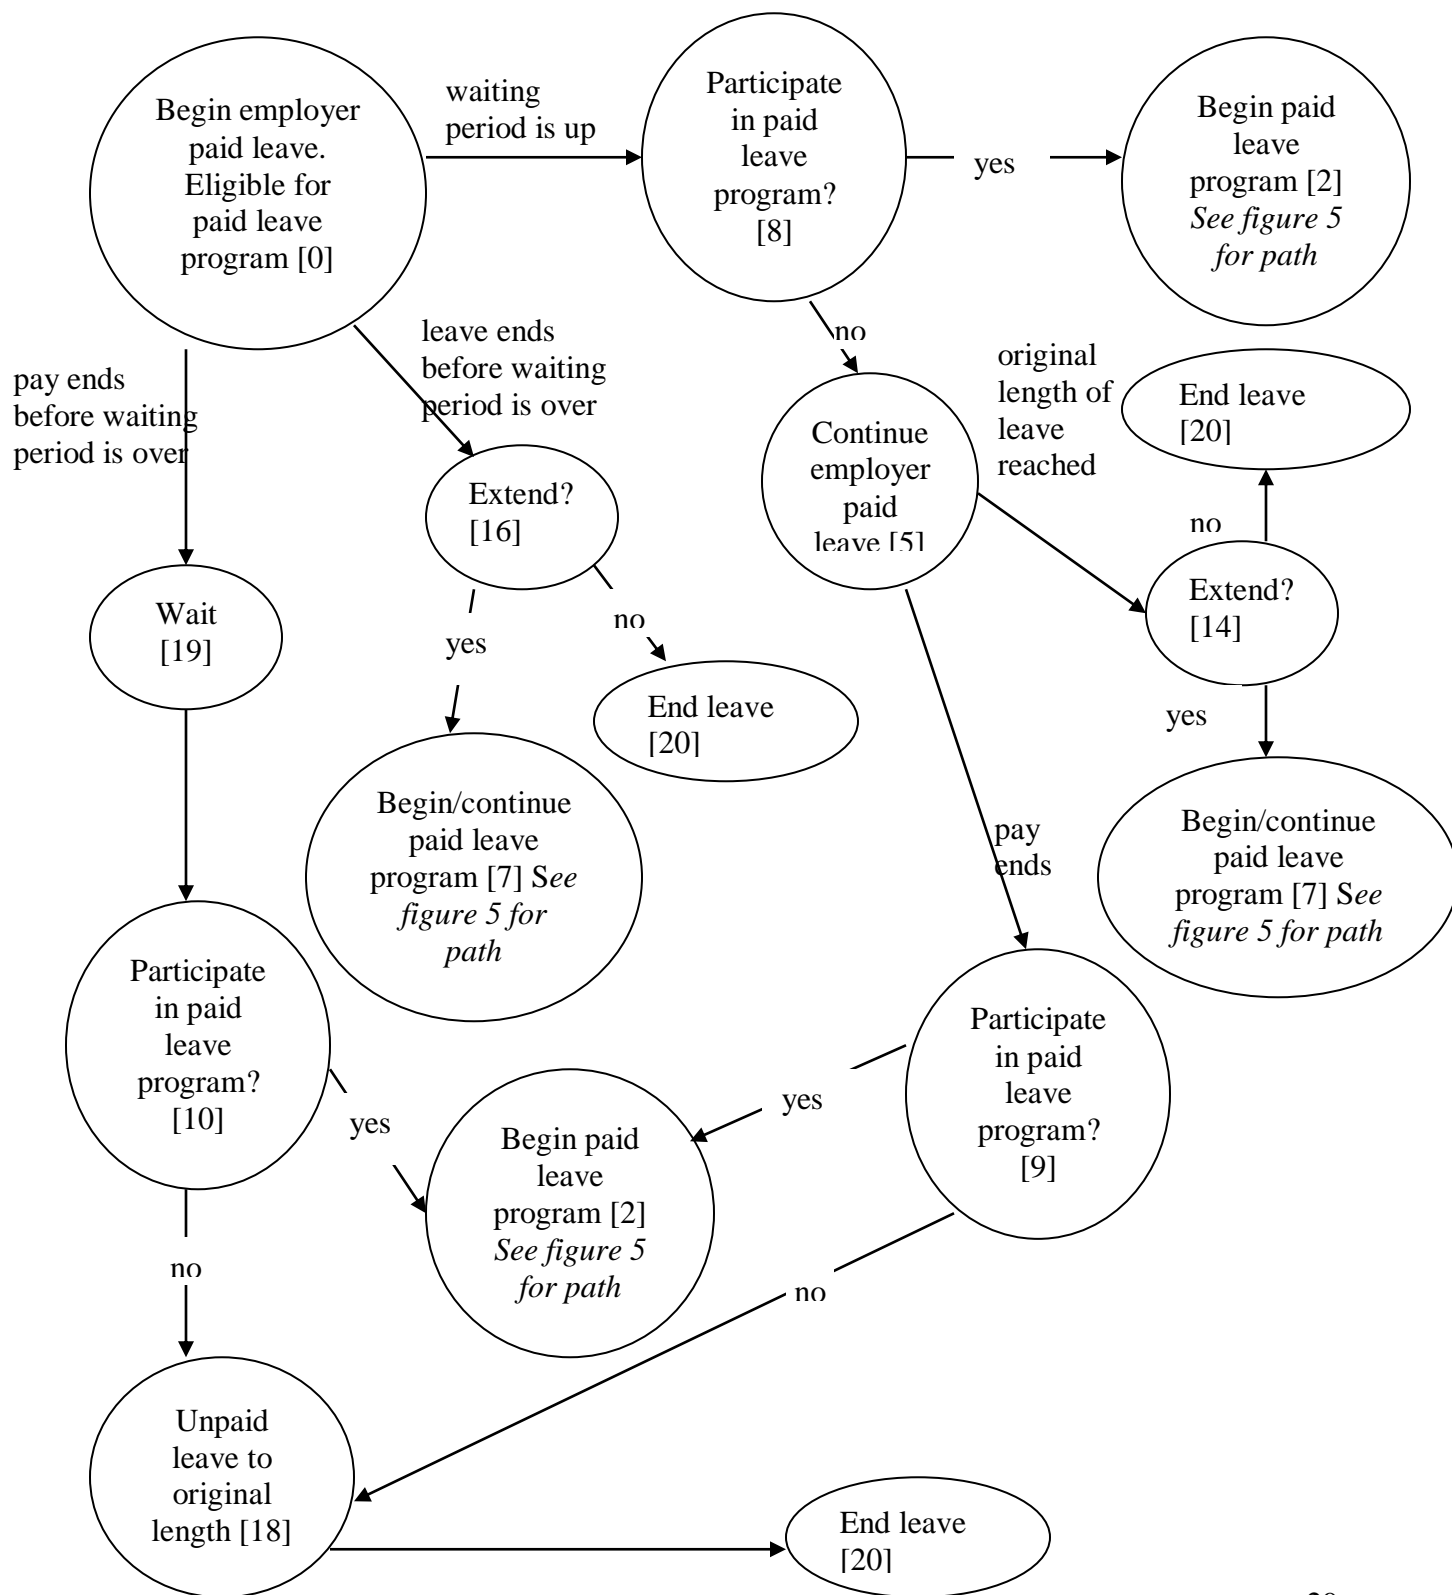 Begin employer
paid leave.
Eligible for
paid leave
program [0]
waiting
period is up
Participate
in paid
leave
program?
[8]
yes
Begin paid
leave
program [2]
See figure 5
for path
pay ends
before waiting
period is over
leave ends
before waiting
period is over
no
original
length of
leave
reached
End leave
[20]
Extend?
[16]
Continue
employer
paid
leave [5]
no
Extend?
[14]
Wait
[19]
yes
no
End leave
[20]
yes
Begin/continue
paid leave
program [7] See
figure 5 for
path
pay
ends
Begin/continue
paid leave
program [7] See
figure 5 for path
Participate
in paid
leave
program?
[10]
yes
Begin paid
leave
program [2]
See figure 5
for path
yes
Participate
in paid
leave
program?
[9]
no
no
Unpaid
leave to
original
length [18]
End leave
[20]